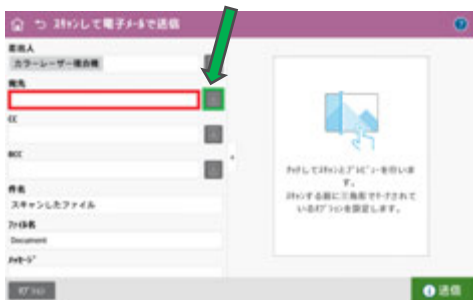 スキャンして電子メールで送信
差出人
カラーレーザー複合機
宛先
CC
BCC
件名
スキャンしたファイル
ファイル名
Document
メッセージ
タッチしてスキャンとプレビューを行いま
す。
スキャンする前に三角形でマークされて
いるオプションを設定します。
オプション
送信